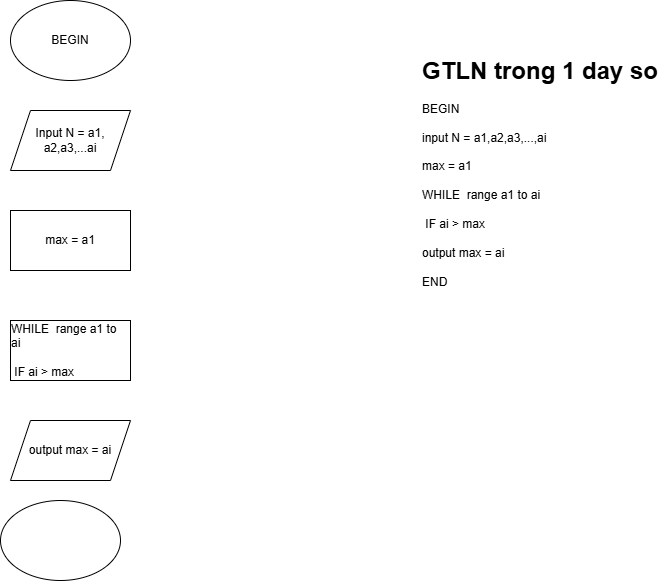 BEGIN
Input N = a1,
a2,a3,...ai
max = a1
WHILE  range a1 to
ai
IF ai > max
output max = ai
GTLN trong 1 day so
BEGIN
input N = a1,a2,a3,...,ai
max = a1
WHILE  range a1 to ai
IF ai > max
output max = ai
END